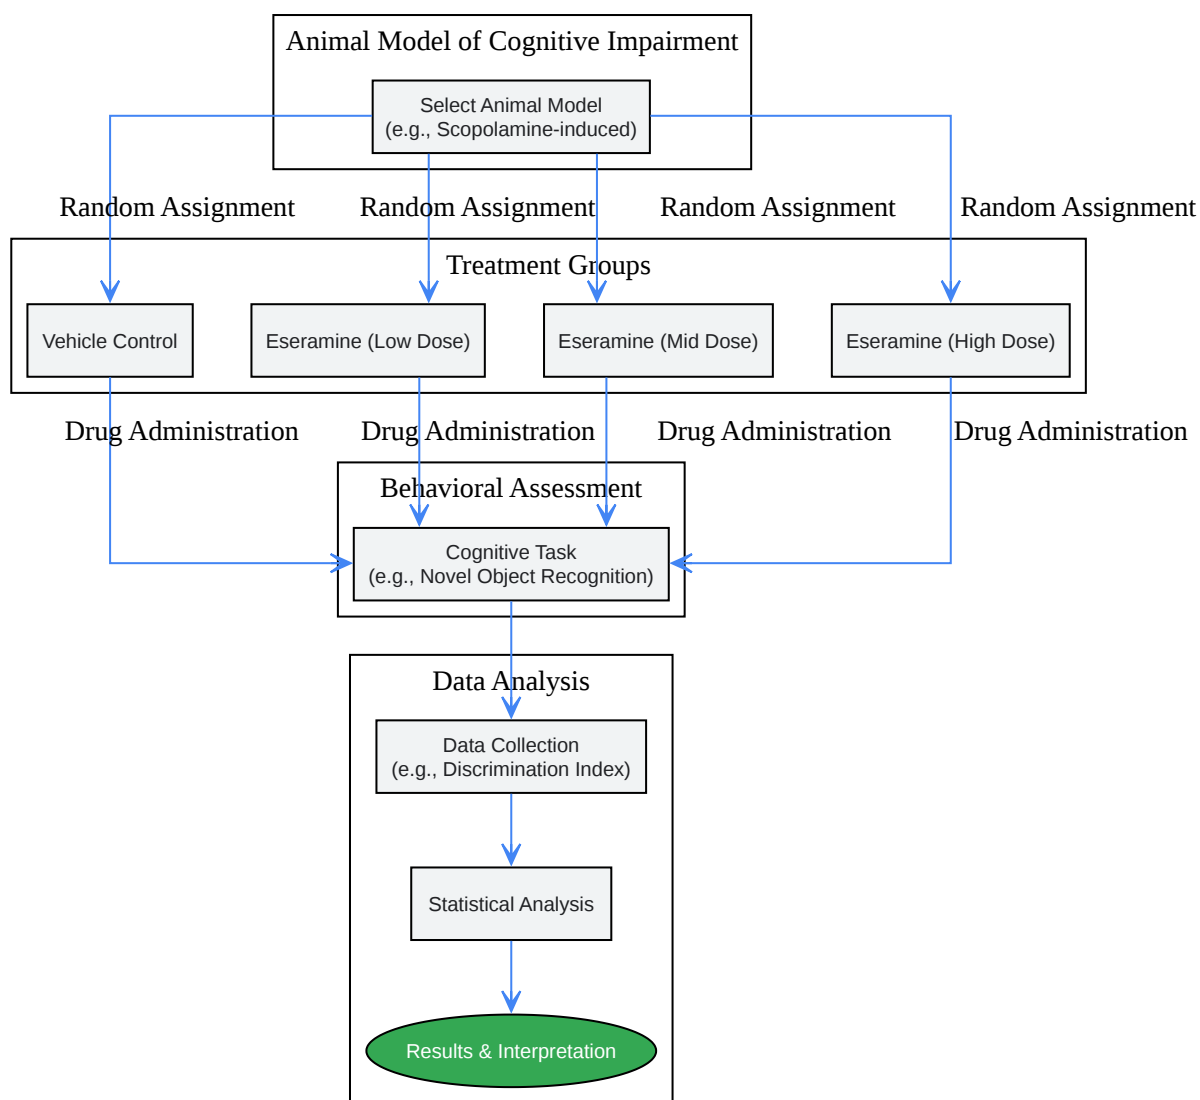 Animal Model of Cognitive Impairment
Select Animal Model
(e.g., Scopolamine-induced)
Random Assignment
Random Assignment
Random Assignment
Random Assignment
Treatment Groups
Vehicle Control
Eseramine (Low Dose)
Eseramine (Mid Dose)
Eseramine (High Dose)
Drug Administration
Drug Administration
Drug Administration
Drug Administration
Behavioral Assessment
Cognitive Task
(e.g., Novel Object Recognition)
Data Analysis
Data Collection
(e.g., Discrimination Index)
Statistical Analysis
Results & Interpretation